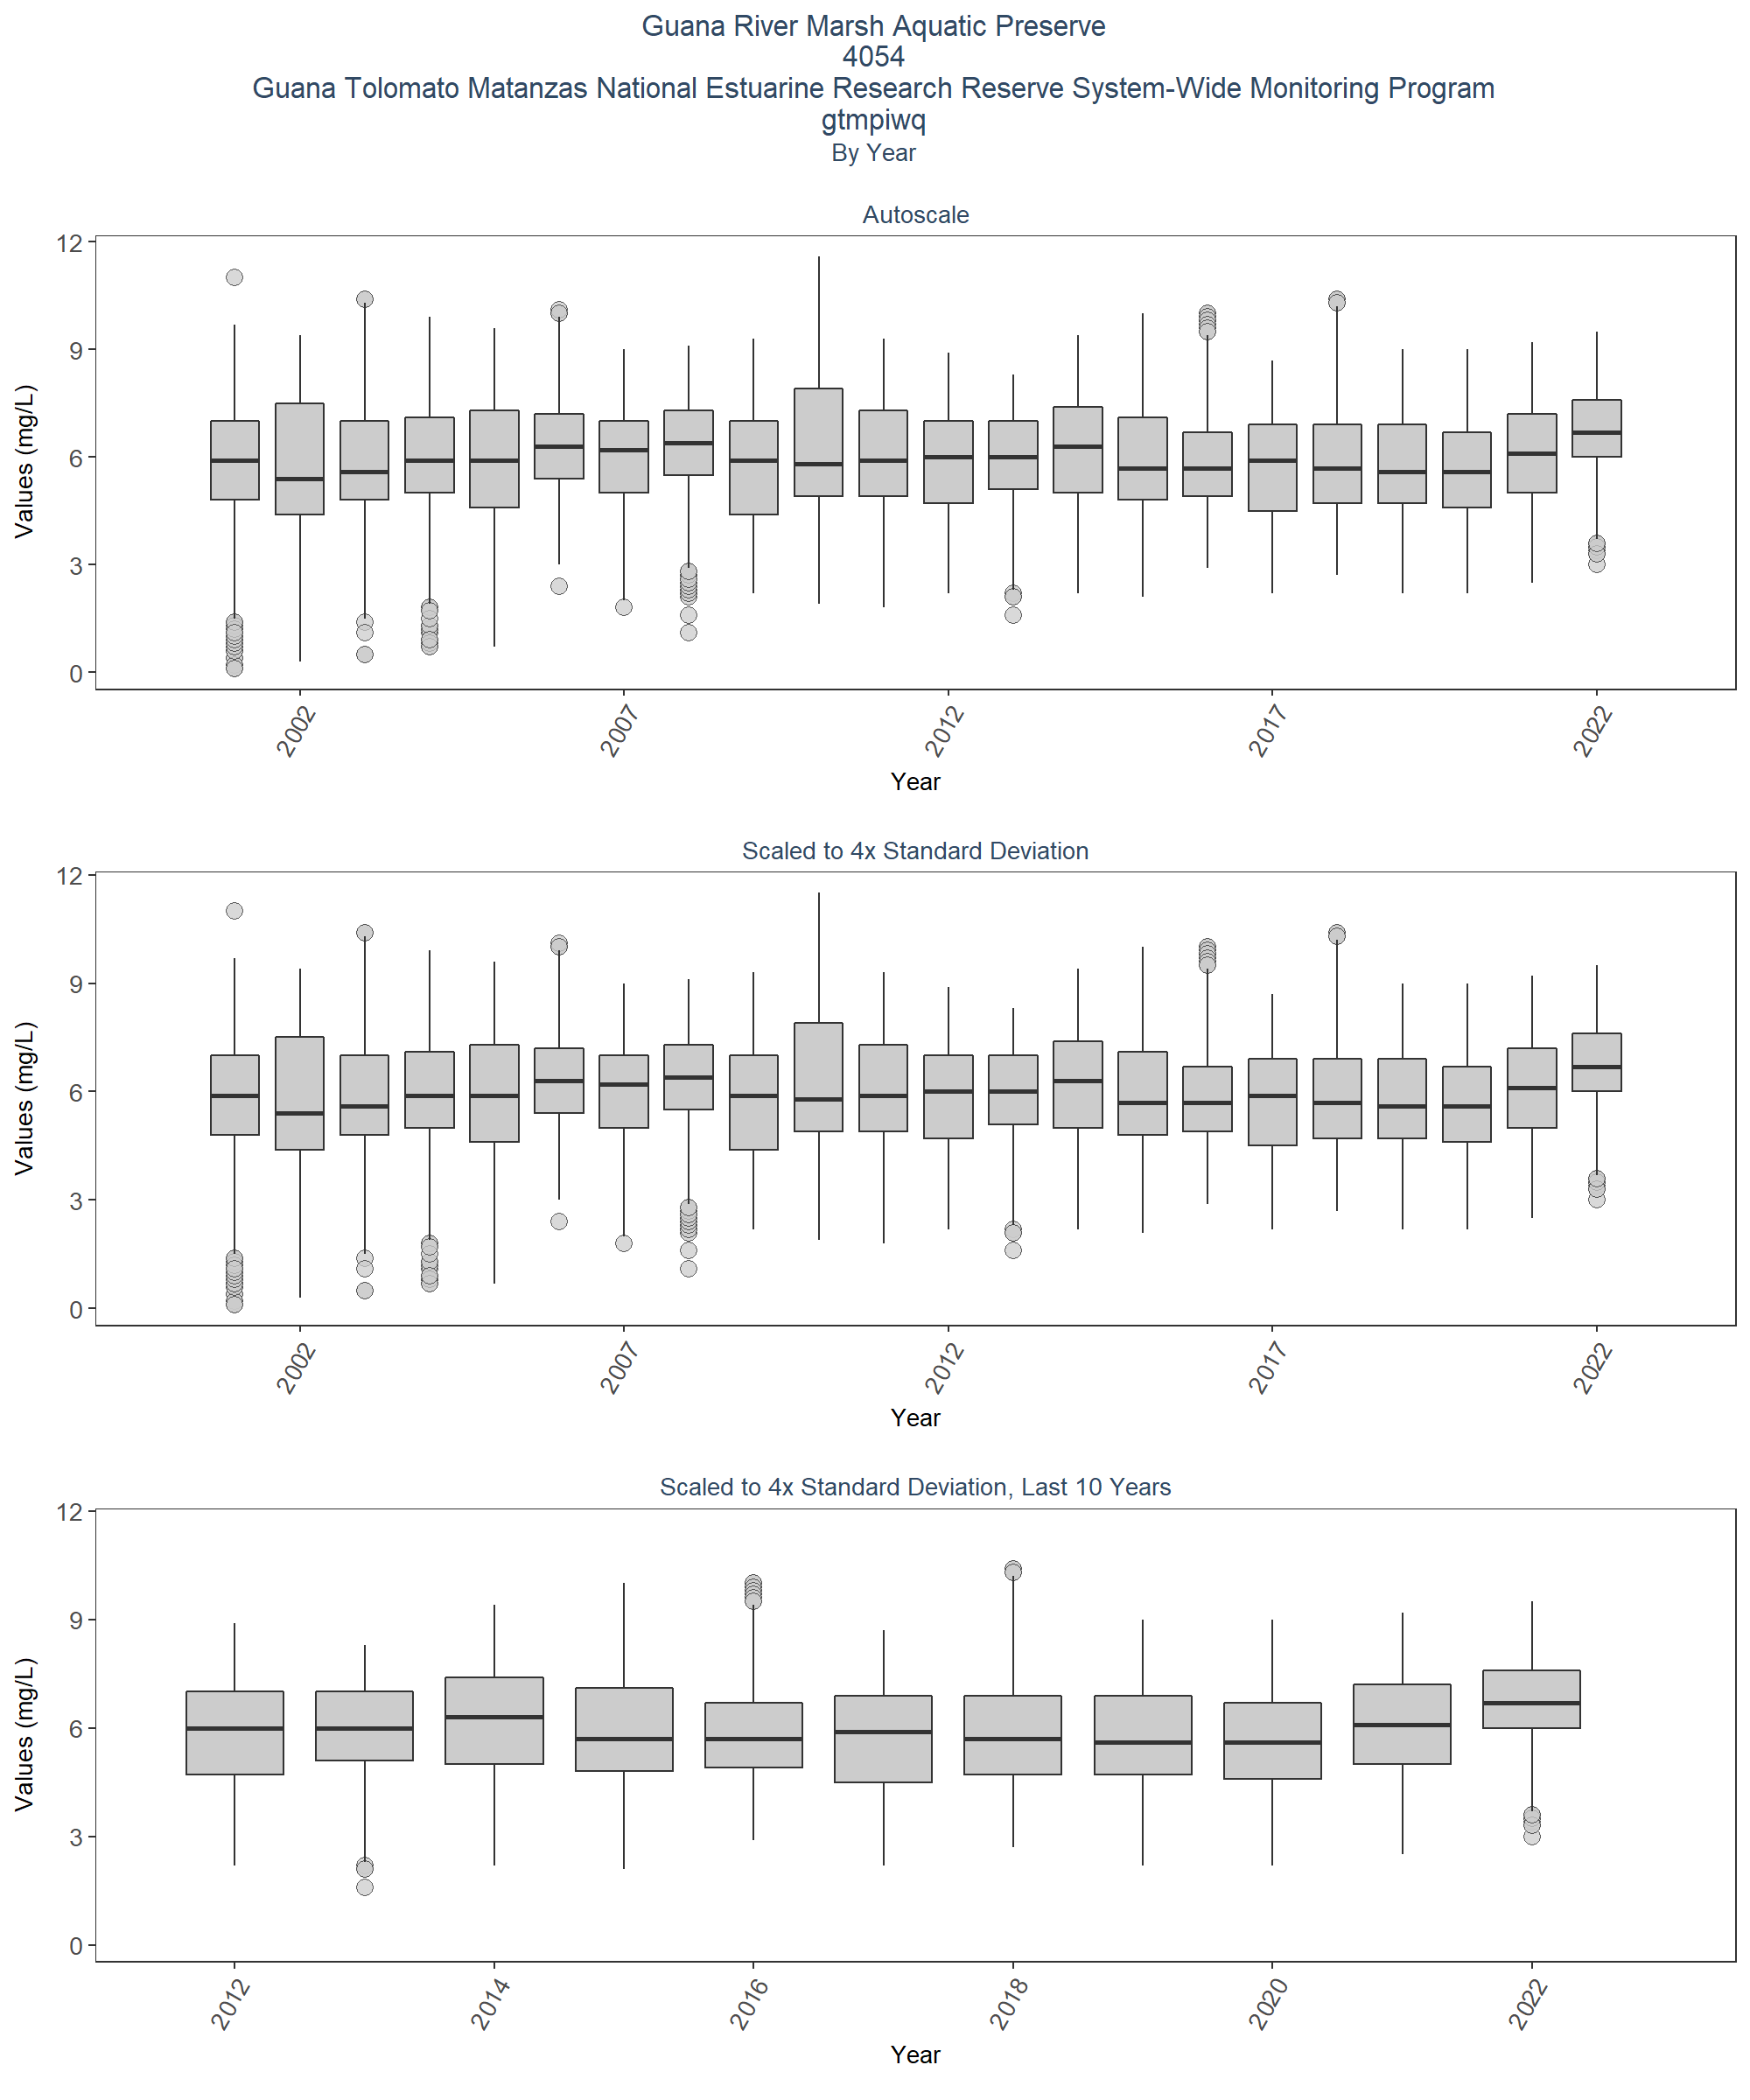 Guana River Marsh Aquatic Preserve
4054
Guana Tolomato Matanzas National Estuarine Research Reserve System-Wide Monitoring Program
gtmpiwq
By Year
Autoscale
12
9
6
3
0
Values (mg/L)
2002 2007 2012 2017 2022
Year
Scaled to 4x Standard Deviation
12
9
6
3
0
Values (mg/L)
2002 2007 2012 2017 2022
Year
Scaled to 4x Standard Deviation, Last 10 Years
12
9
6
3
0
Values (mg/L)
2012 2014 2016 2018 2020 2022
Year